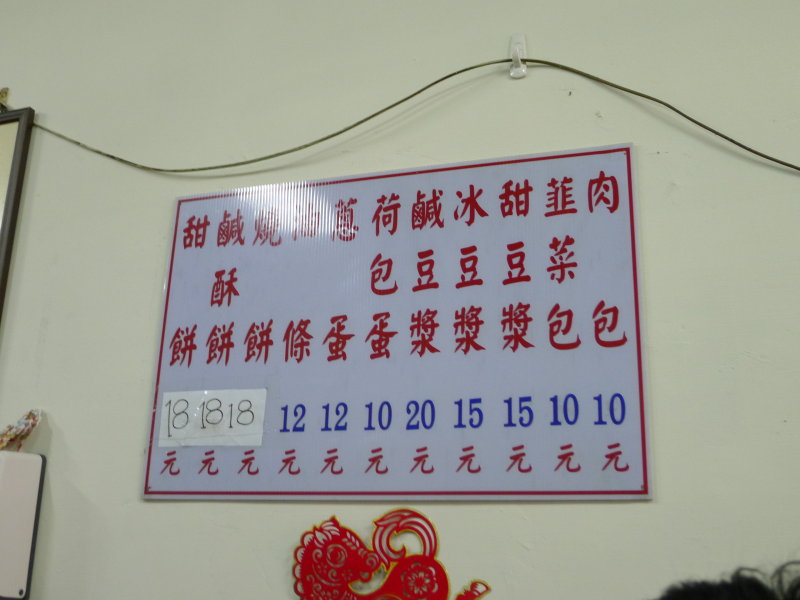 肉包 10元
韮菜包 10元
甜豆漿 15元
冰豆漿 15元
鹹豆漿 20元
荷包蛋 10元
蔥蛋 12元
油條 12元
燒餅 18元
鹹酥餅 18元
甜餅 18元